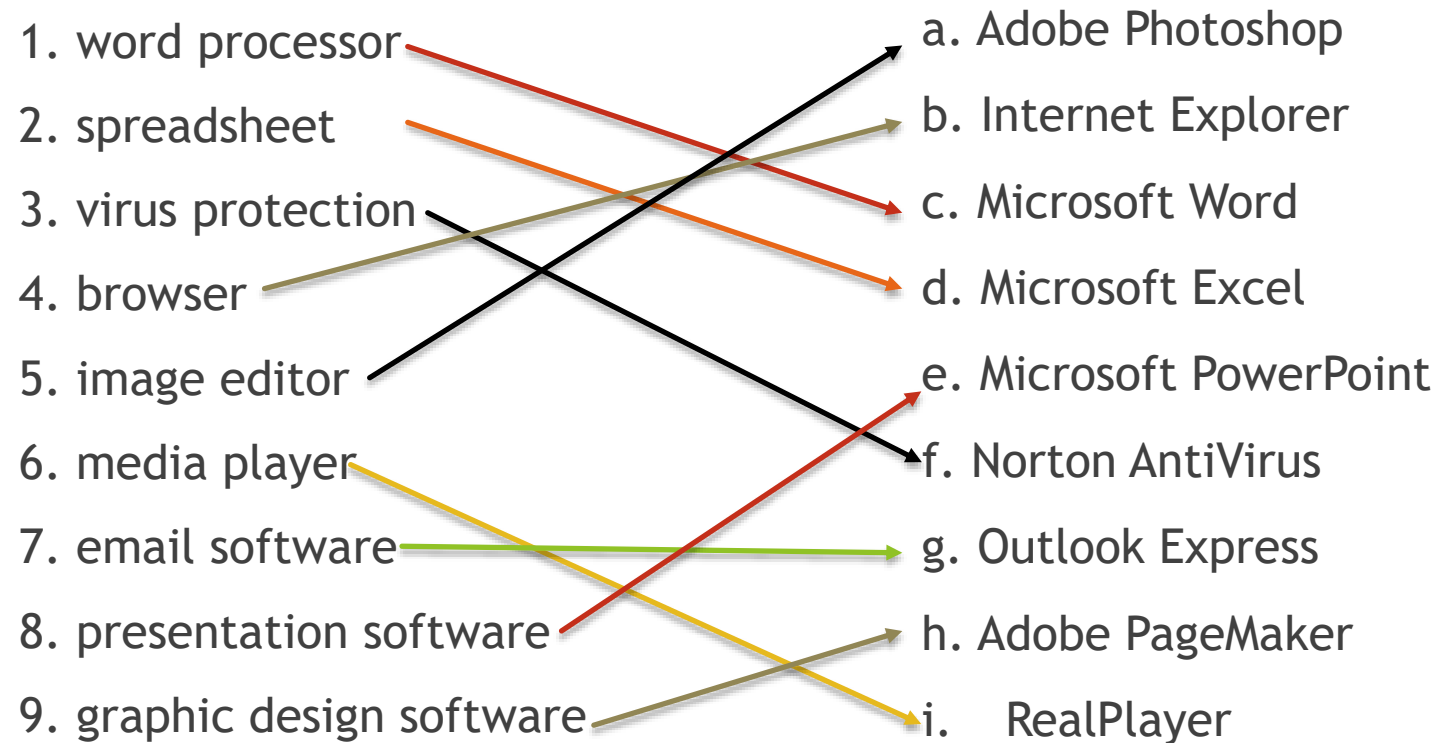 1. word processor
2. spreadsheet
3. virus protection
4. browser
5. image editor
6. media player
7. email software
8. presentation software
9. graphic design software
a. Adobe Photoshop
b. Internet Explorer
c. Microsoft Word
d. Microsoft Excel
e. Microsoft PowerPoint
f. Norton AntiVirus
g. Outlook Express
h. Adobe PageMaker
i. RealPlayer